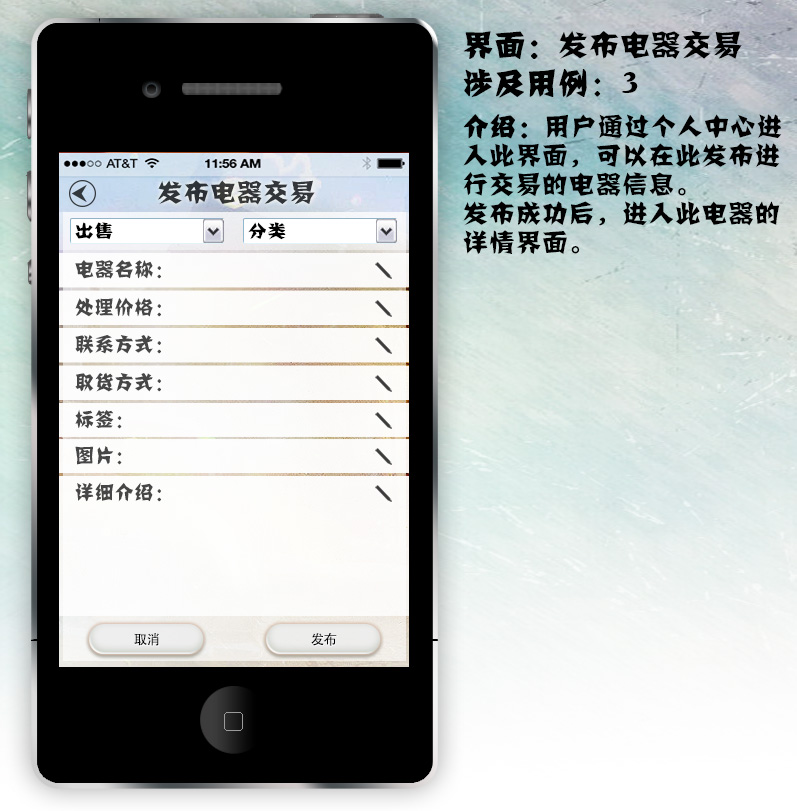 界面：发布电器交易
涉及用例：3
介绍：用户通过个人中心进
入此界面，可以在此发布进
行交易的电器信息。
发布成功后，进入此电器的
详情界面。
AT&T 11:56 AM
发布电器交易
出售 分类
电器名称：
处理价格：
联系方式：
取货方式：
标签：
图片：
详细介绍：
取消 发布